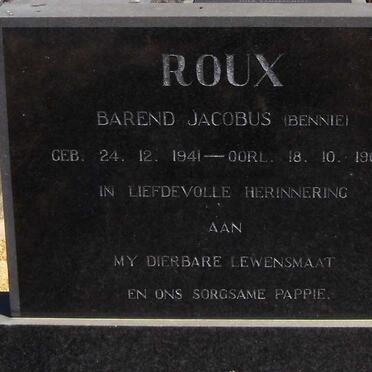 ROUX
BAREND JACOBUS (BENNIE)
GEB. 24. 12. 1941 — OORL. 18. 10.
IN LIEFDEVOLLE HERINNERING
AAN
MY DIERBARE LEWENSMAAT
EN ONS SORGSAME PAPPIE.